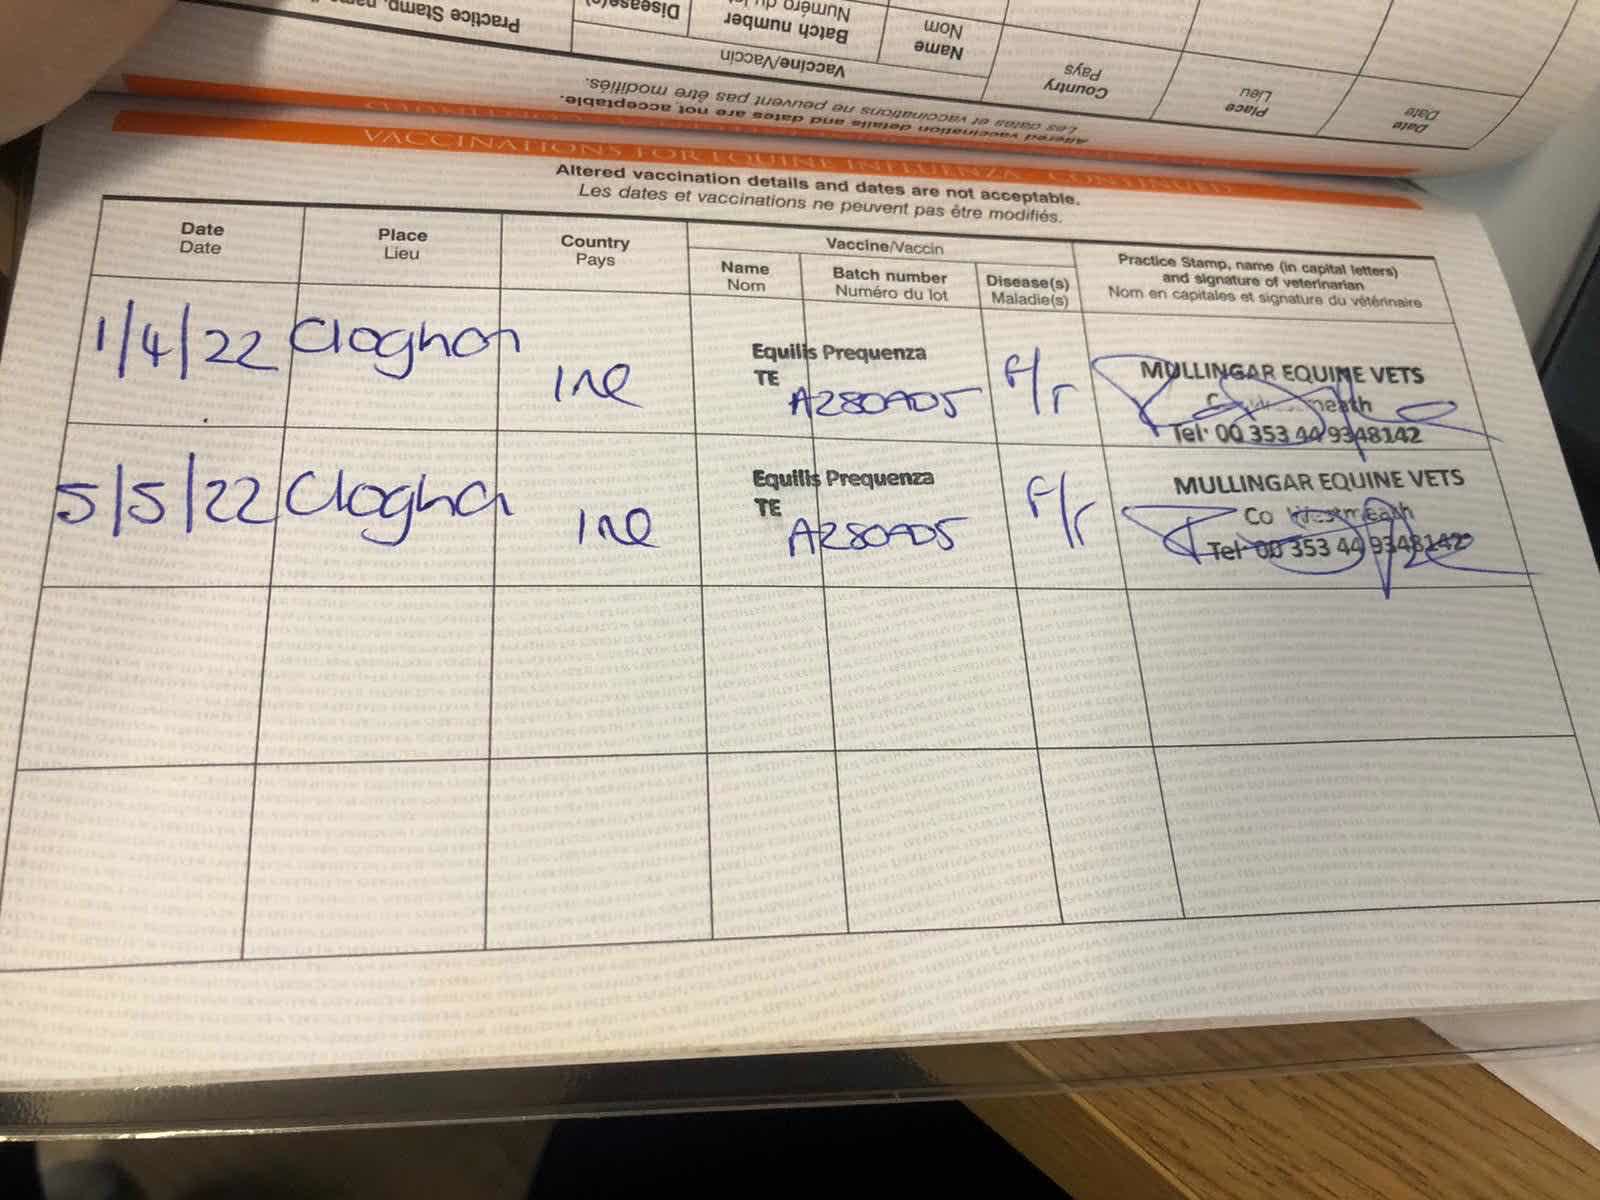 Practice Stamp, name
Disease(s)
Batch number
Numéro du lot
Name
Nom
Vaccine/Vaccin
Country
Pays
Place
Lieu
Date
Date
Les dates et vaccinations ne peuvent pas être modifiés.
Altered vaccination details and dates are not acceptable.
VACCINATIONS FOR EQUINE INFLUENZA - CONTINUED
Altered vaccination details and dates are not acceptable.
Les dates et vaccinations ne peuvent pas être modifiés.
Date
Date
Place
Lieu
Country
Pays
Vaccine/Vaccin
Name
Nom
Batch number
Numéro du lot
Disease(s)
Maladie(s)
Practice Stamp, name (in capital letters)
and signature of veterinarian
Nom en capitales et signature du vétérinaire
1/4/22 Cloghan Ire
Equilis Prequenza
TE A280A05 F/T
MULLINGAR EQUINE VETS
Tel: 00 353 44 9348142
5/5/22 Ire
Equilis Prequenza
TE A280A05 F/T
MULLINGAR EQUINE VETS
Co Westmeath
Tel: 00 353 44 9348142